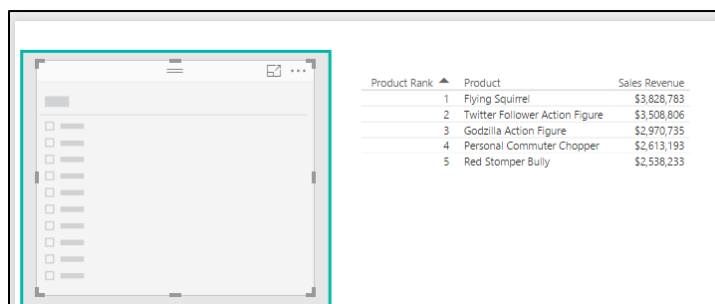 Product Rank Product Sales Revenue
1 Flying Squirrel $3,828,783
2 Twitter Follower Action Figure $3,508,806
3 Godzilla Action Figure $2,970,735
4 Personal Commuter Chopper $2,613,193
5 Red Stomper Bully $2,538,233